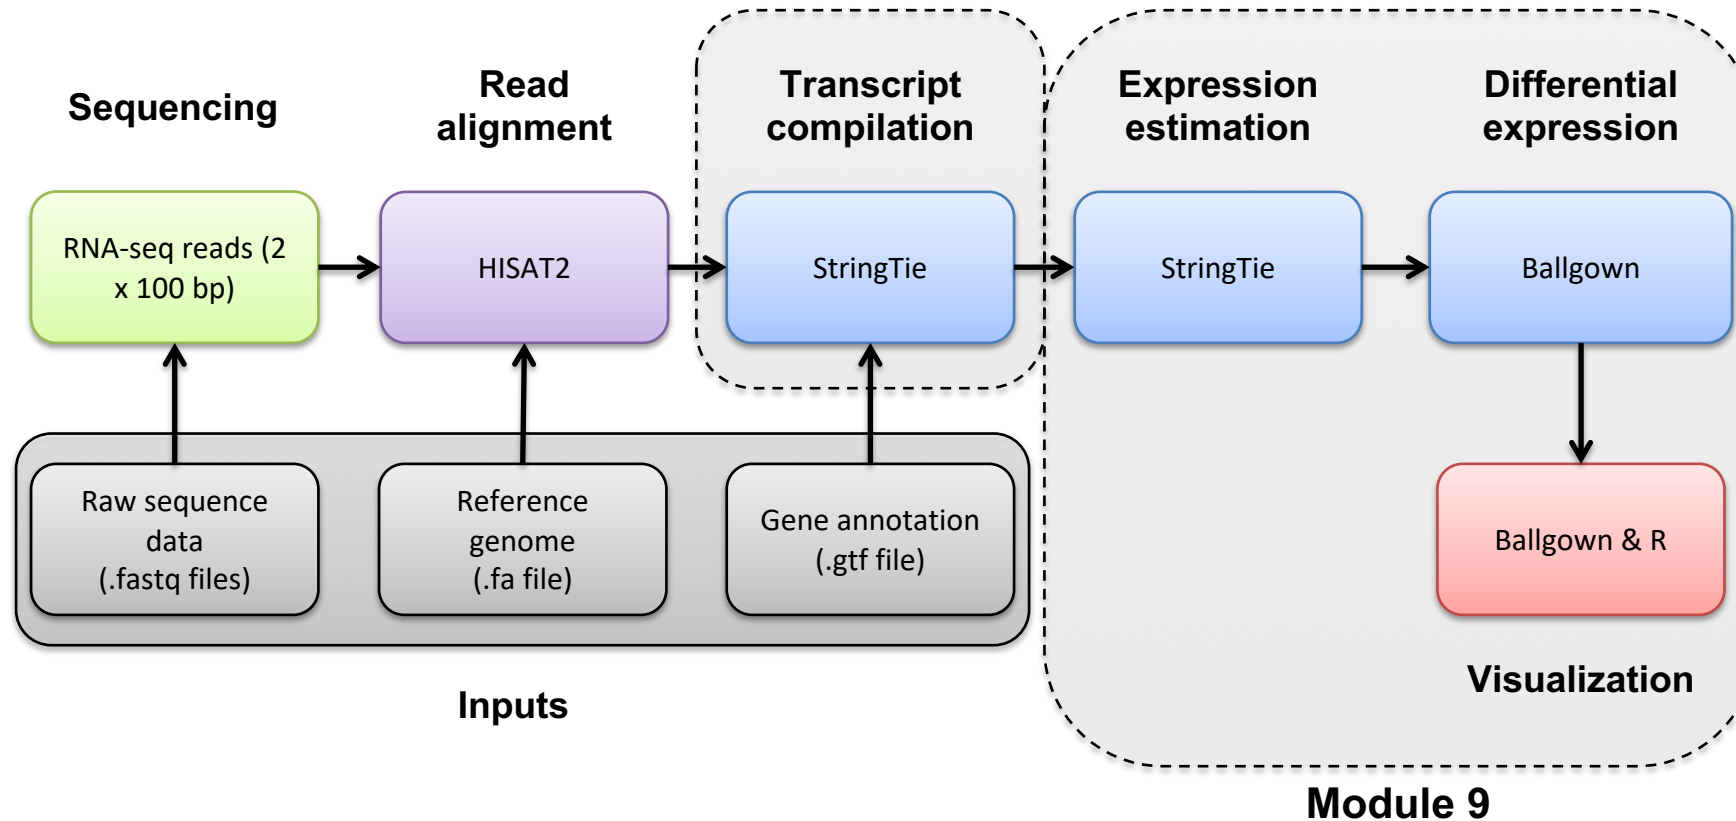 Sequencing
Read
alignment
Transcript
compilation
Expression
estimation
Differential
expression
RNA-seq reads (2
x 100 bp)
HISAT2
StringTie
StringTie
Ballgown
Raw sequence
data
(.fastq files)
Reference
genome
(.fa file)
Gene annotation
(.gtf file)
Ballgown & R
Inputs
Visualization
Module 9